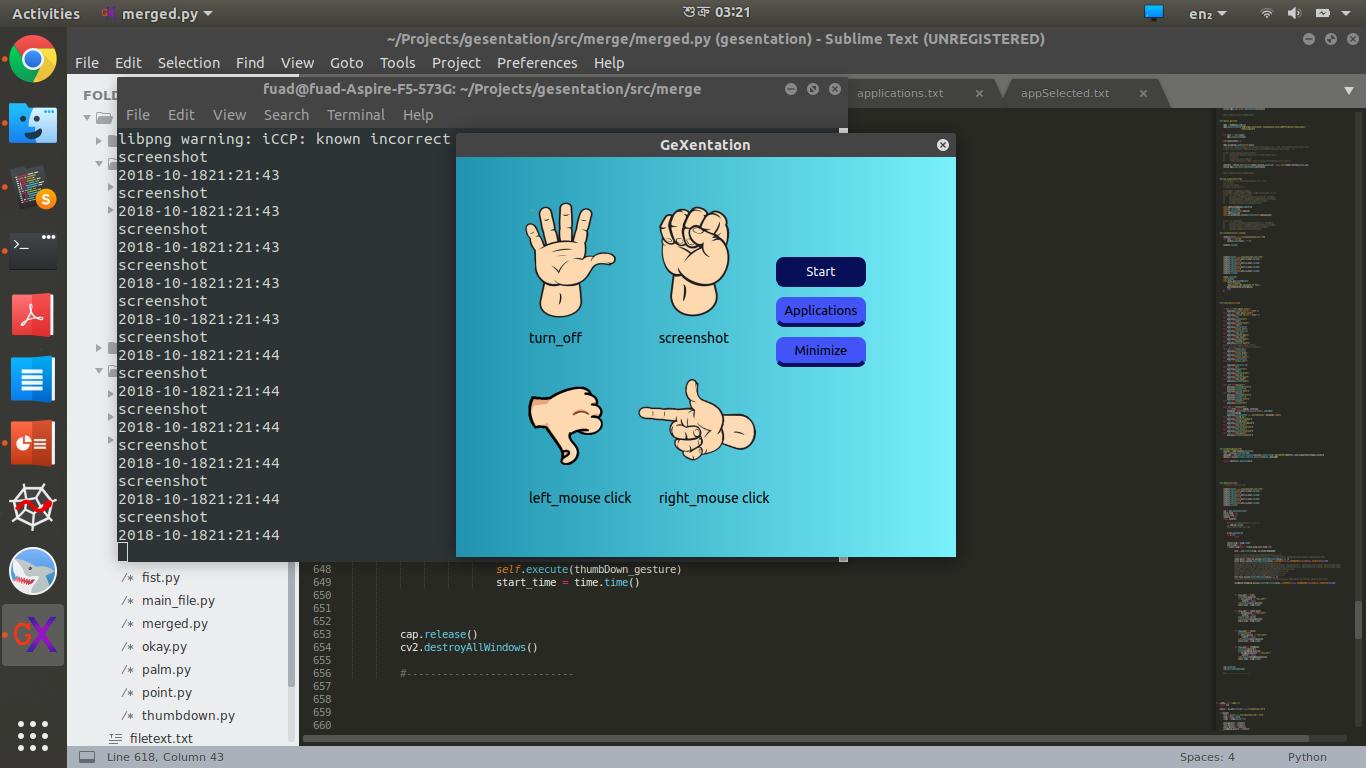 Activities
merged.py
শুক্র 03:21
en₂
~/Projects/gesentation/src/merge/merged.py (gesentation) - Sublime Text (UNREGISTERED)
File Edit Selection Find View Goto Tools Project Preferences Help
FOLD
fuad@fuad-Aspire-F5-573G: ~/Projects/gesentation/src/merge
applications.txt
appSelected.txt
File Edit View Search Terminal Help
libpng warning: iCCP: known incorrect
screenshot
2018-10-1821:21:43
screenshot
2018-10-1821:21:43
screenshot
2018-10-1821:21:43
screenshot
2018-10-1821:21:43
screenshot
2018-10-1821:21:43
screenshot
2018-10-1821:21:44
screenshot
2018-10-1821:21:44
screenshot
2018-10-1821:21:44
screenshot
2018-10-1821:21:44
screenshot
2018-10-1821:21:44
screenshot
2018-10-1821:21:44
GeXentation
Start
Applications
Minimize
turn_off
screenshot
left_mouse click
right_mouse click
648 self.execute(thumbDown_gesture)
649 start_time = time.time()
650
651
652
653 cap.release()
654 cv2.destroyAllWindows()
655
656 #----------------------------
657
658
659
660
fist.py
main_file.py
merged.py
okay.py
palm.py
point.py
thumbdown.py
filetext.txt
S
GX
Line 618, Column 43
Spaces: 4
Python